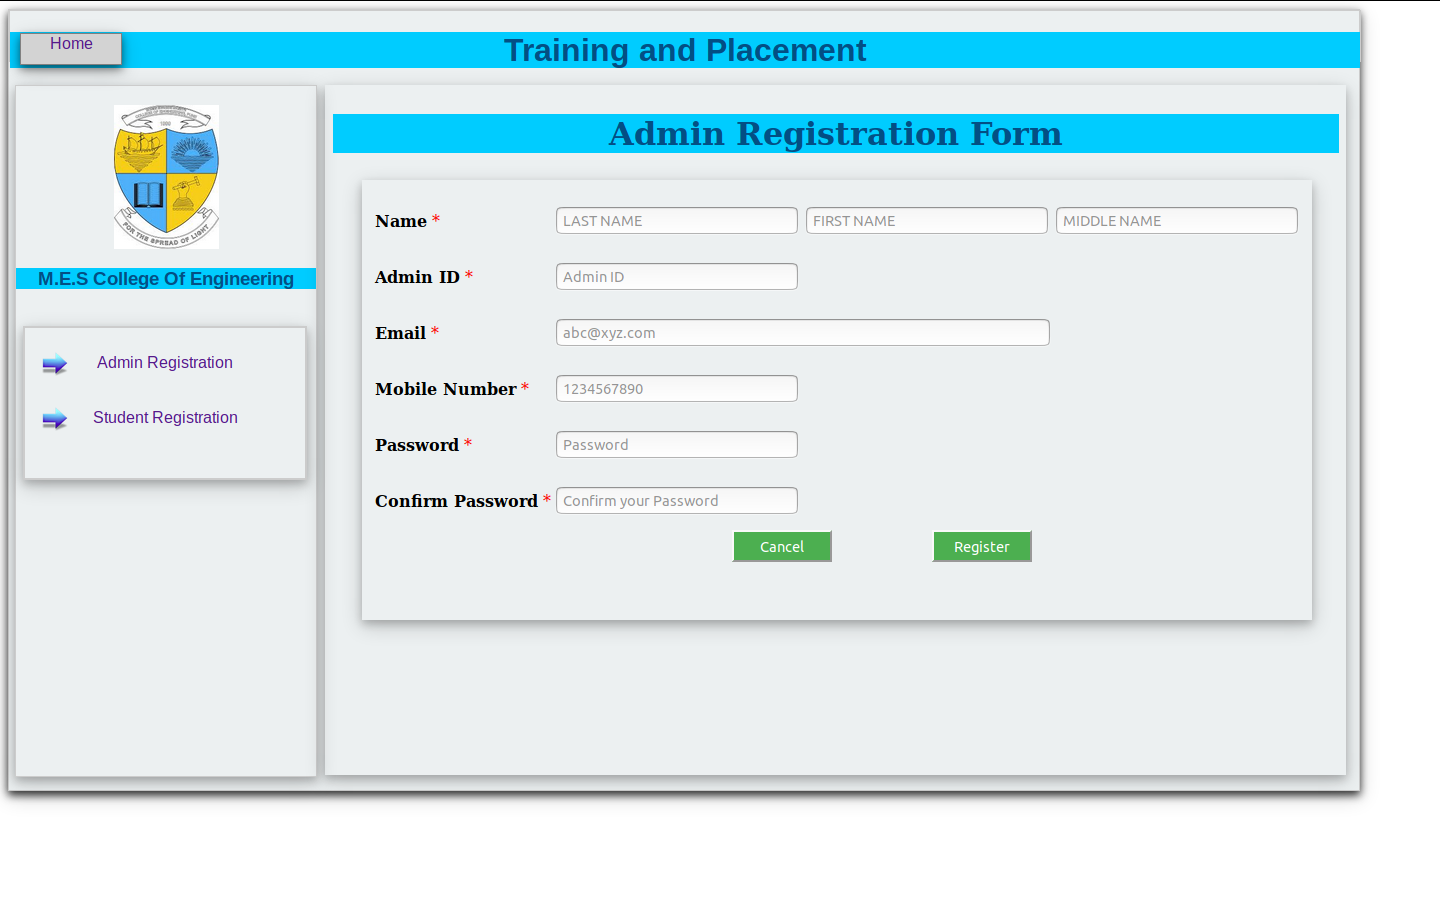 Home
Training and Placement
1999
FOR THE SPREAD OF LIGHT
M.E.S College Of Engineering
Admin Registration
Student Registration
Admin Registration Form
Name * LAST NAME FIRST NAME MIDDLE NAME
Admin ID * Admin ID
Email * abc@xyz.com
Mobile Number * 1234567890
Password * Password
Confirm Password * Confirm your Password
Cancel Register